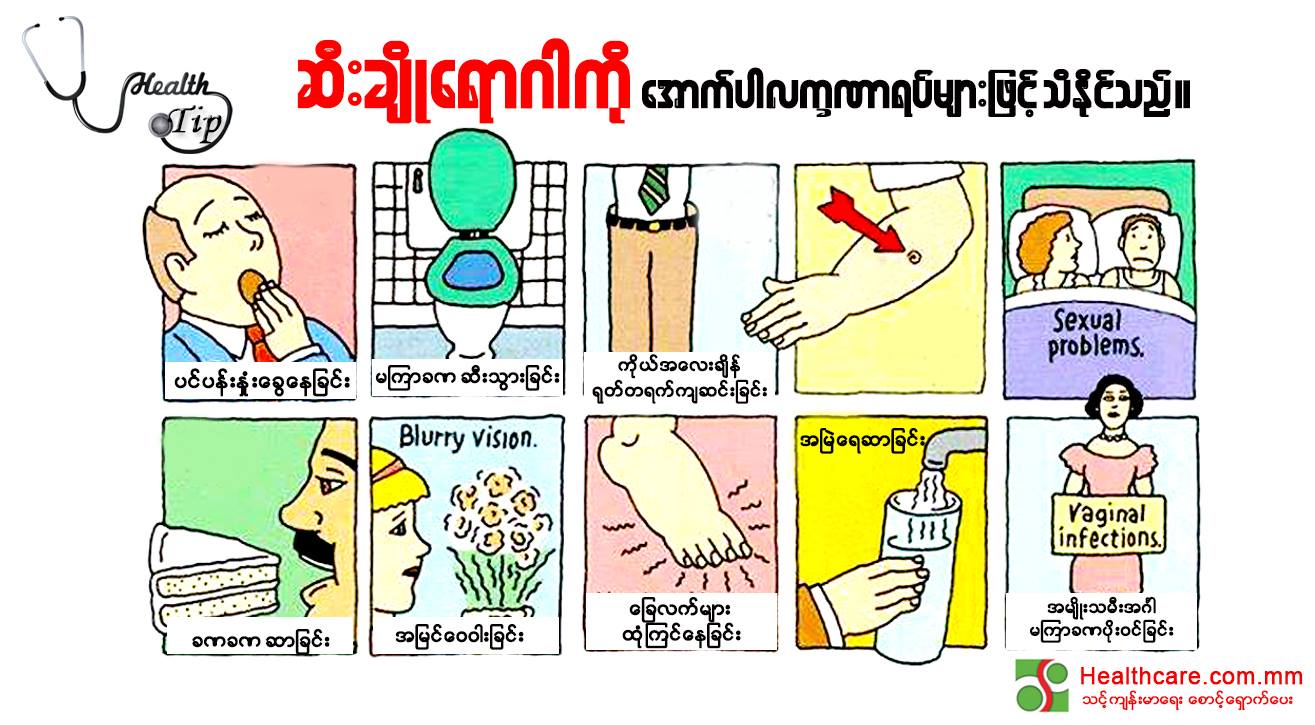 Health
Tip
ဆီးချိုရောဂါကို အောက်ပါလက္ခဏာရပ်များဖြင့် သိနိုင်သည်။
ပင်ပန်းနွုံးခွေနေခြင်း
မကြာခဏ ဆီးသွားခြင်း
ကိုယ်အလေးချိန်
ရုတ်တရက်ကျဆင်းခြင်း
Sexual
problems.
ခဏခဏ ဆာခြင်း
Blurry vision.
အမြင်ဝေဝါးခြင်း
ခြေလက်များ
ထုံကြင်နေခြင်း
အမြဲရေဆာခြင်း
Vaginal
infections.
အမျိုးသမီးအင်္ဂါ
မကြာခဏပိုးဝင်ခြင်း
Healthcare.com.mm
သင့်ကျန်းမာရေး စောင့်ရှောက်ပေး